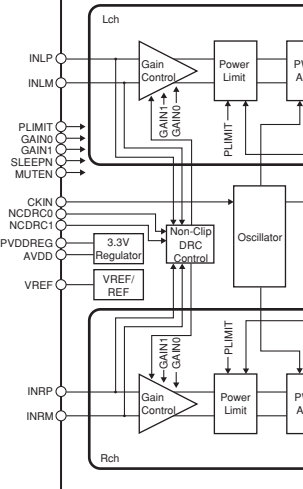 Lch
INLP
INLM
Gain
Control
GAIN1
GAIN0
Power
Limit
PLIMIT
PLIMIT
GAIN0
GAIN1
SLEEPN
MUTEN
CKIN
NCDRC0
NCDRC1
PVDDREG
AVDD
VREF
3.3V
Regulator
VREF/
REF
Non-Clip
DRC
Control
Oscillator
INRP
INRM
Gain
Control
GAIN1
GAIN0
PLIMIT
Power
Limit
Rch